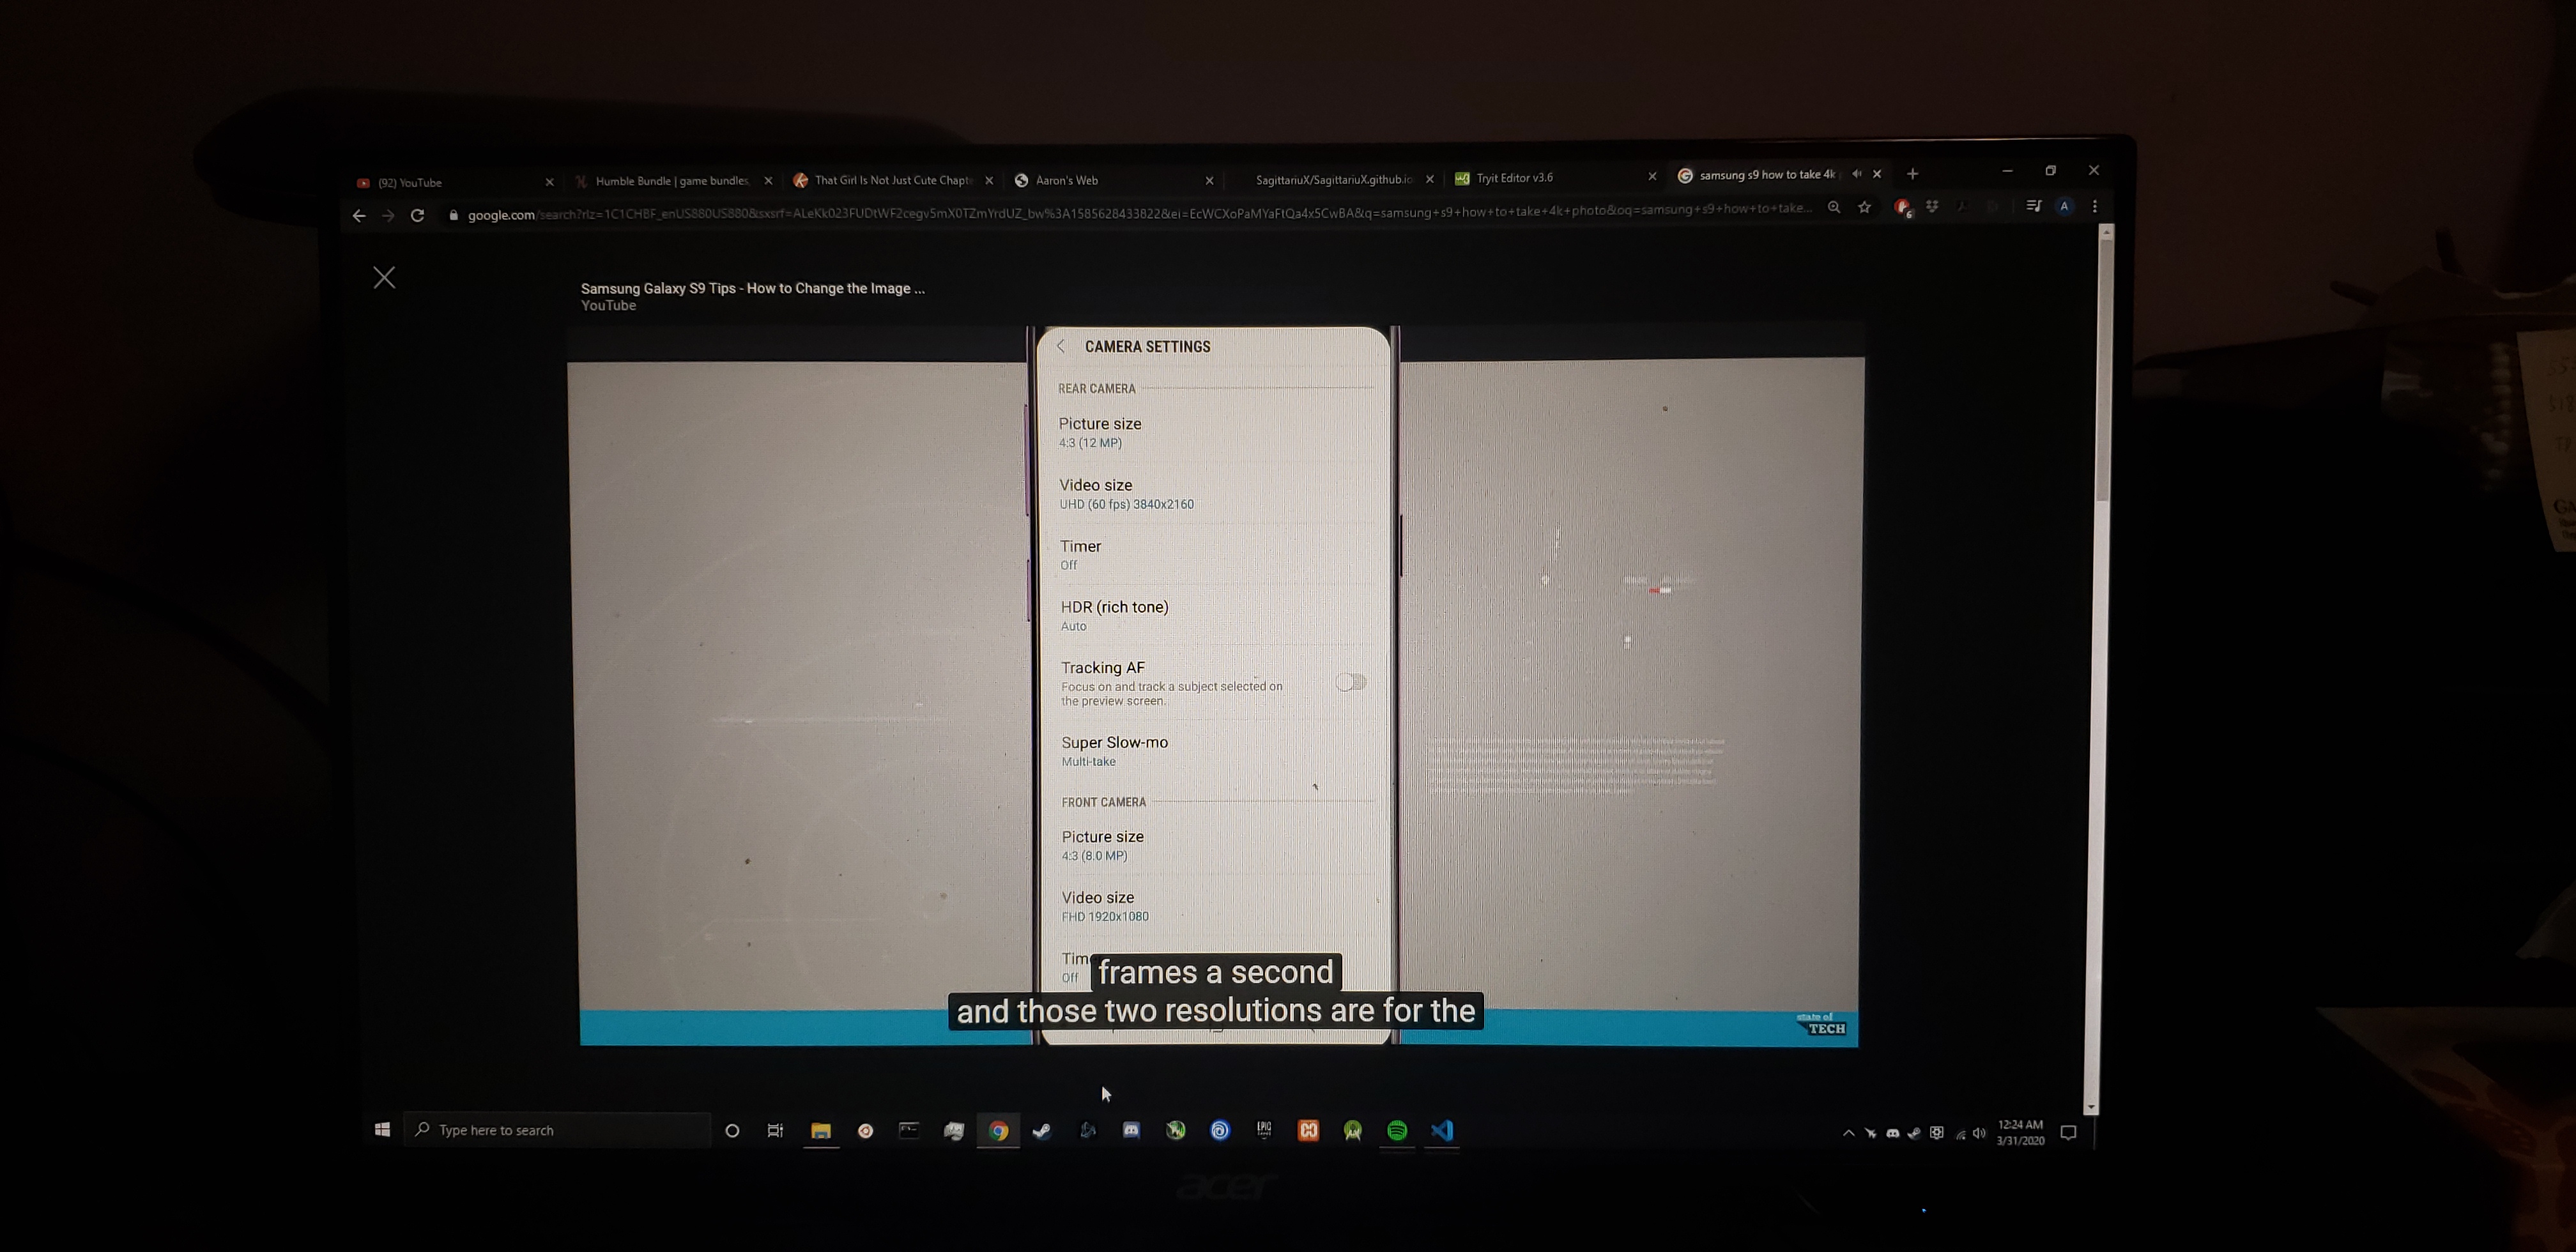 (92) YouTube
Humble Bundle | game bundles,
That Girl Is Not Just Cute Chapte
Aaron's Web
SagittariuX/SagittariuX.github.io
Tryit Editor v3.6
samsung s9 how to take 4k
google.com/search?rlz=1C1CHBF_enUS880US880&sxsrf=ALeKk023FUDtWF2cegv5mX0TZmYrdUZ_bw%3A1585628433822&ei=EcWCXoPaMYaFtQa4x5CwBA&q=samsung+s9+how+to+take+4k+photo&oq=samsung+s9+how+to+take...
A
Samsung Galaxy S9 Tips - How to Change the Image ...
YouTube
CAMERA SETTINGS
REAR CAMERA
Picture size
4:3 (12 MP)
Video size
UHD (60 fps) 3840x2160
Timer
Off
HDR (rich tone)
Auto
Tracking AF
Focus on and track a subject selected on
the preview screen.
Super Slow-mo
Multi-take
FRONT CAMERA
Picture size
4:3 (8.0 MP)
Video size
FHD 1920x1080
Tim
Off
frames a second
and those two resolutions are for the
state of
TECH
Type here to search
EPIC
12:24 AM
3/31/2020
acer